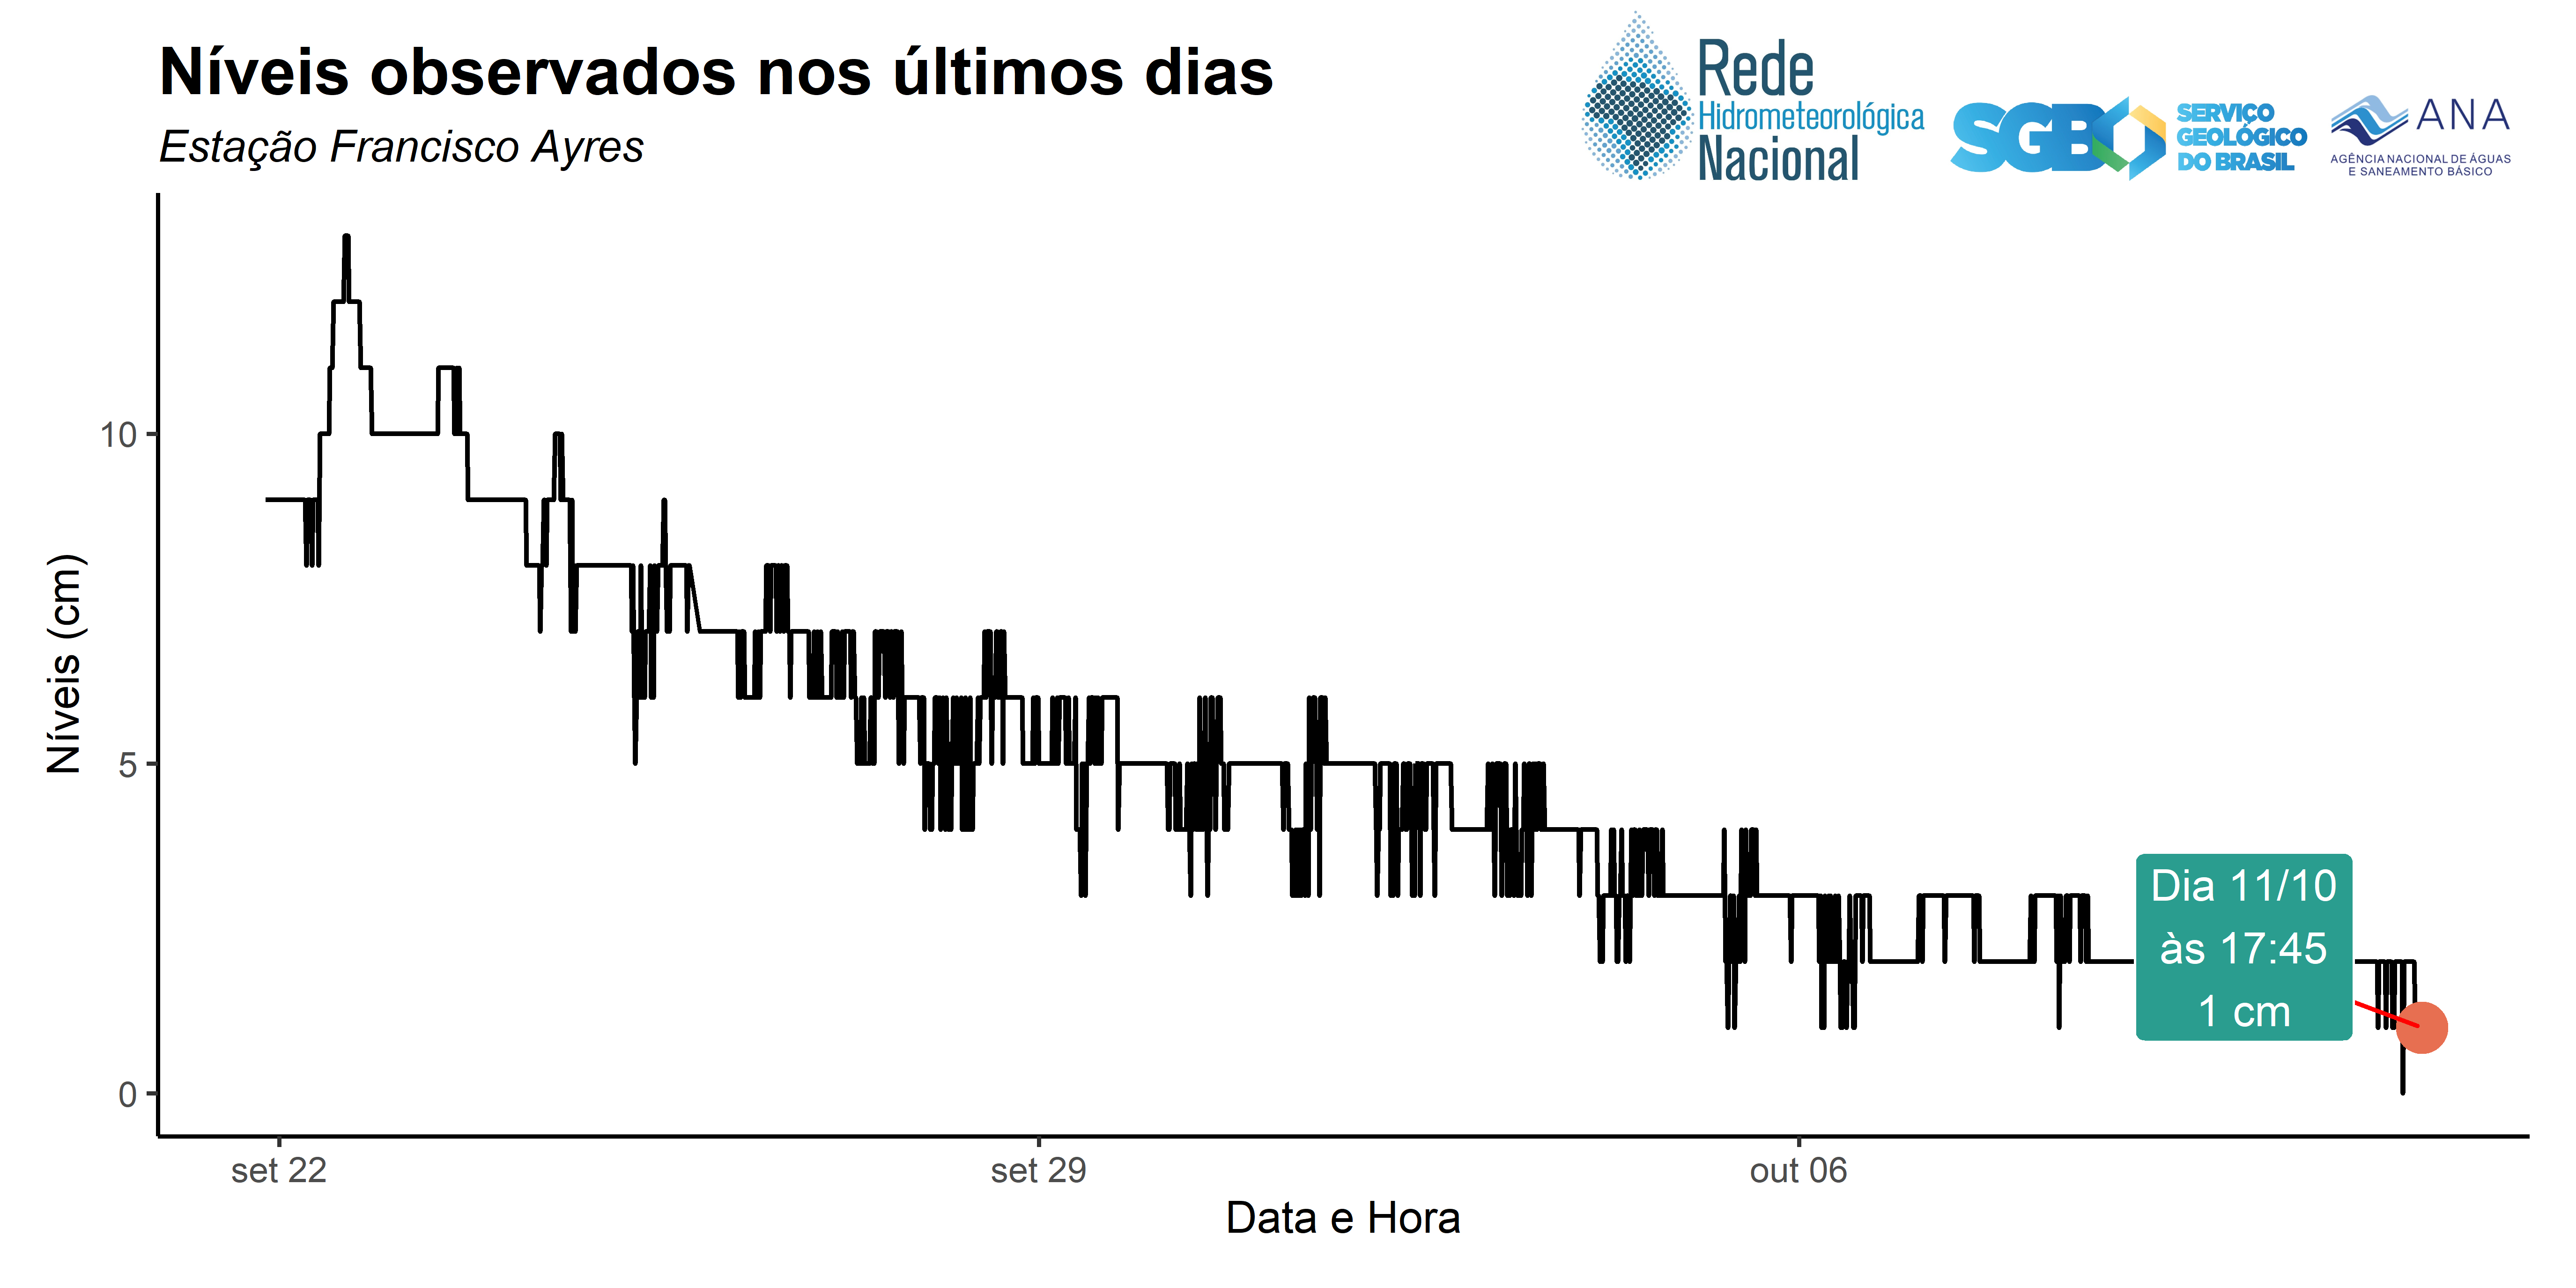 Níveis observados nos últimos dias
Estação Francisco Ayres
Rede
Hidrometeorológica
Nacional
SGB
SERVIÇO
GEOLÓGICO
DO BRASIL
ANA
AGÊNCIA NACIONAL DE ÁGUAS
E SANEAMENTO BÁSICO
Níveis (cm)
10
5
0
Dia 11/10
às 17:45
1 cm
set 22
set 29
out 06
Data e Hora